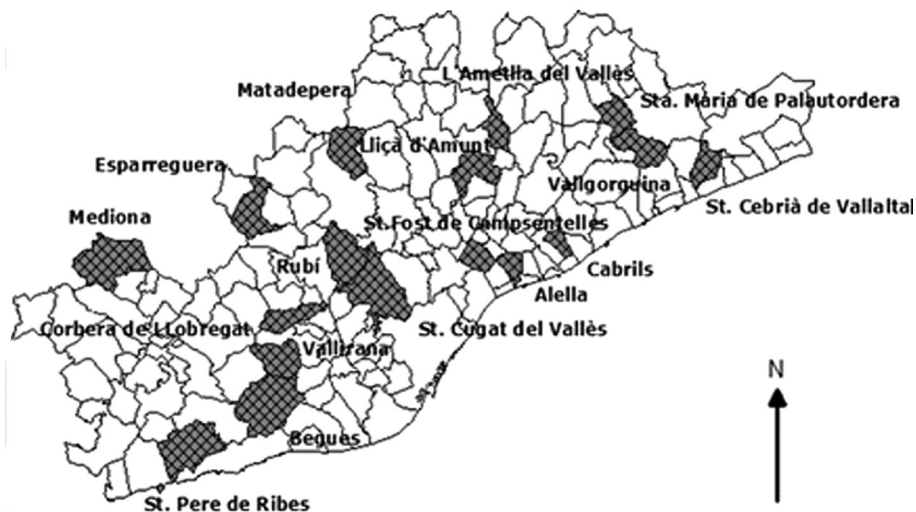 L'Ametlla del Vallès
Matadepera
Sta. Maria de Palautordera
Lliçà d'Amunt
Esparreguera
Vallgorguina
St. Cebrià de Vallaltal
Mediona
St.Fost de Campsentelles
Rubí
Cabrils
Alella
Corbera de LLobregat
St. Cugat del Vallès
Vallirana
N
Begues
St. Pere de Ribes